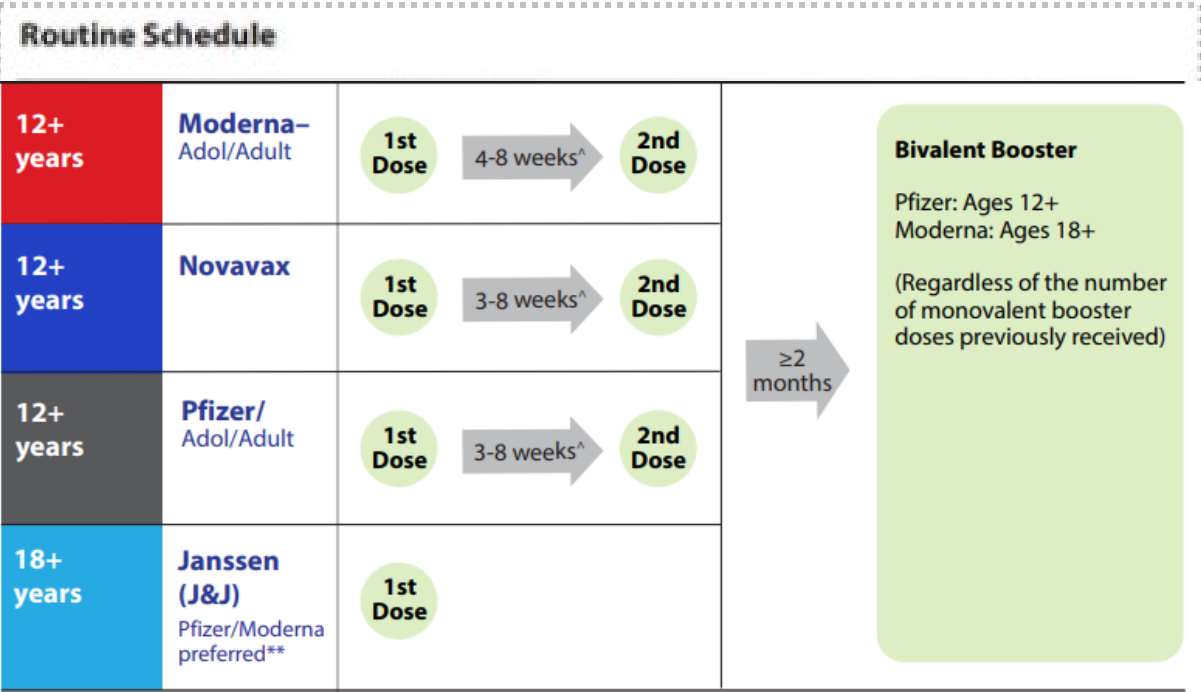 Routine Schedule
12+
years
Moderna–
Adol/Adult
1st
Dose
4-8 weeks^
2nd
Dose
12+
years
Novavax
1st
Dose
3-8 weeks^
2nd
Dose
12+
years
Pfizer/
Adol/Adult
1st
Dose
3-8 weeks^
2nd
Dose
18+
years
Janssen
(J&J)
Pfizer/Moderna
preferred**
1st
Dose
≥2
months
Bivalent Booster
Pfizer: Ages 12+
Moderna: Ages 18+
(Regardless of the number
of monovalent booster
doses previously received)